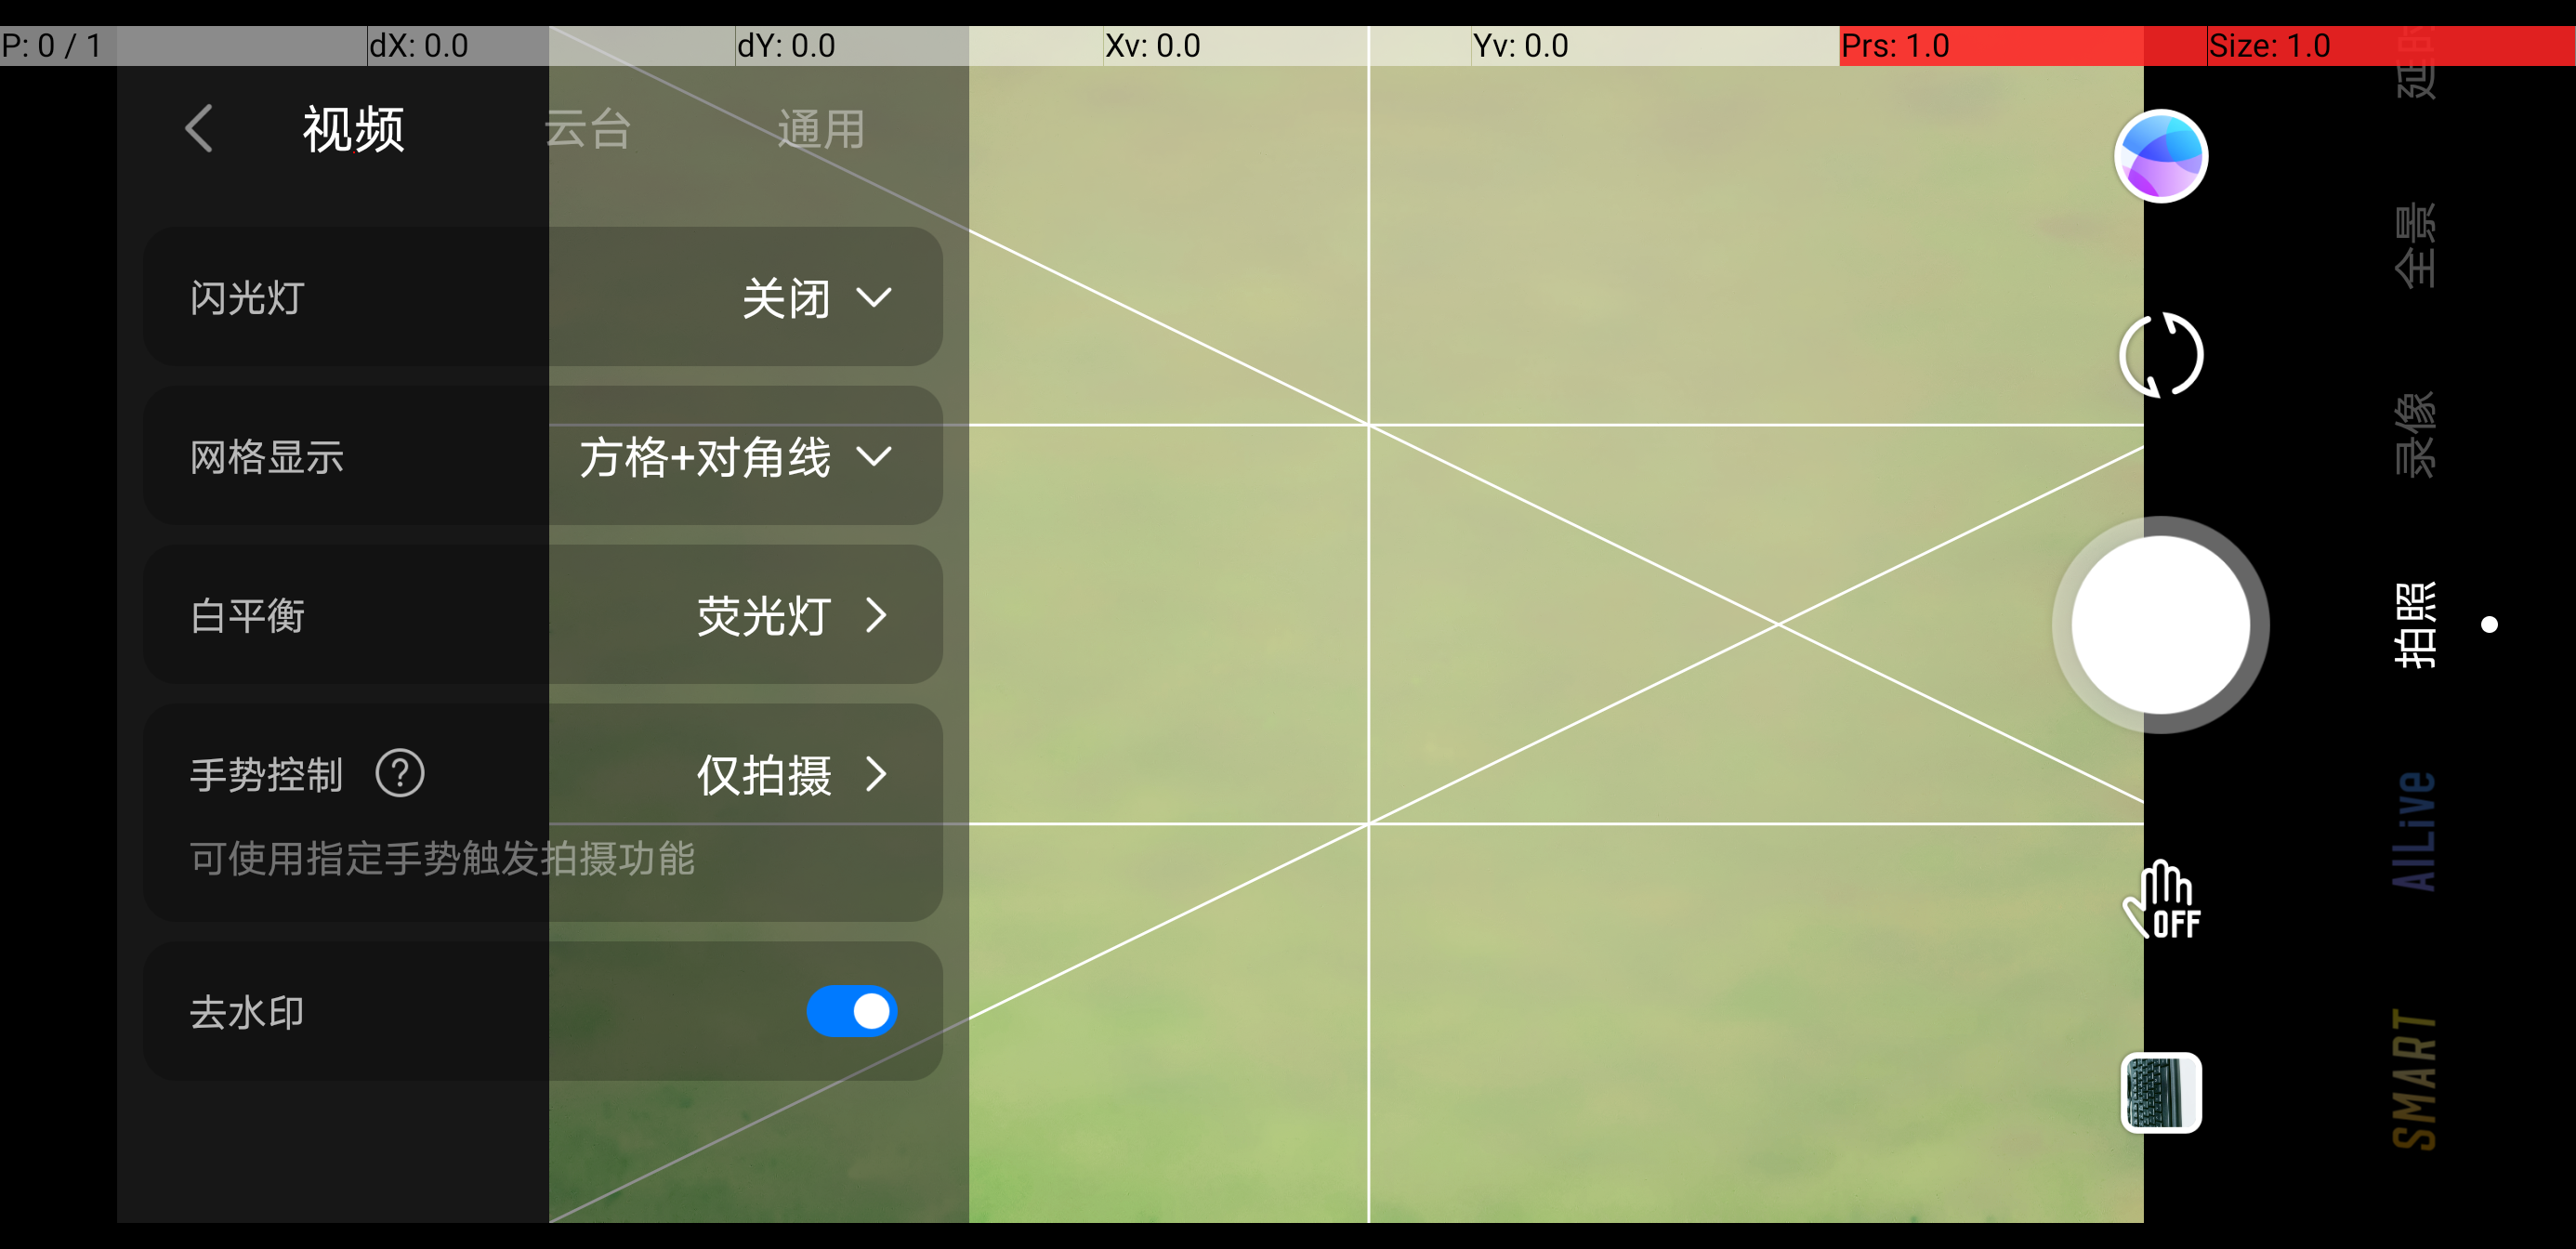 P: 0 / 1 dX: 0.0 dY: 0.0 Xv: 0.0 Yv: 0.0 Prs: 1.0 Size: 1.0
视频 云台 通用
闪光灯 关闭
网格显示 方格+对角线
白平衡 荧光灯
手势控制 ? 仅拍摄
可使用指定手势触发拍摄功能
去水印
OFF
延时
全景
录像
拍照
AILive
SMART